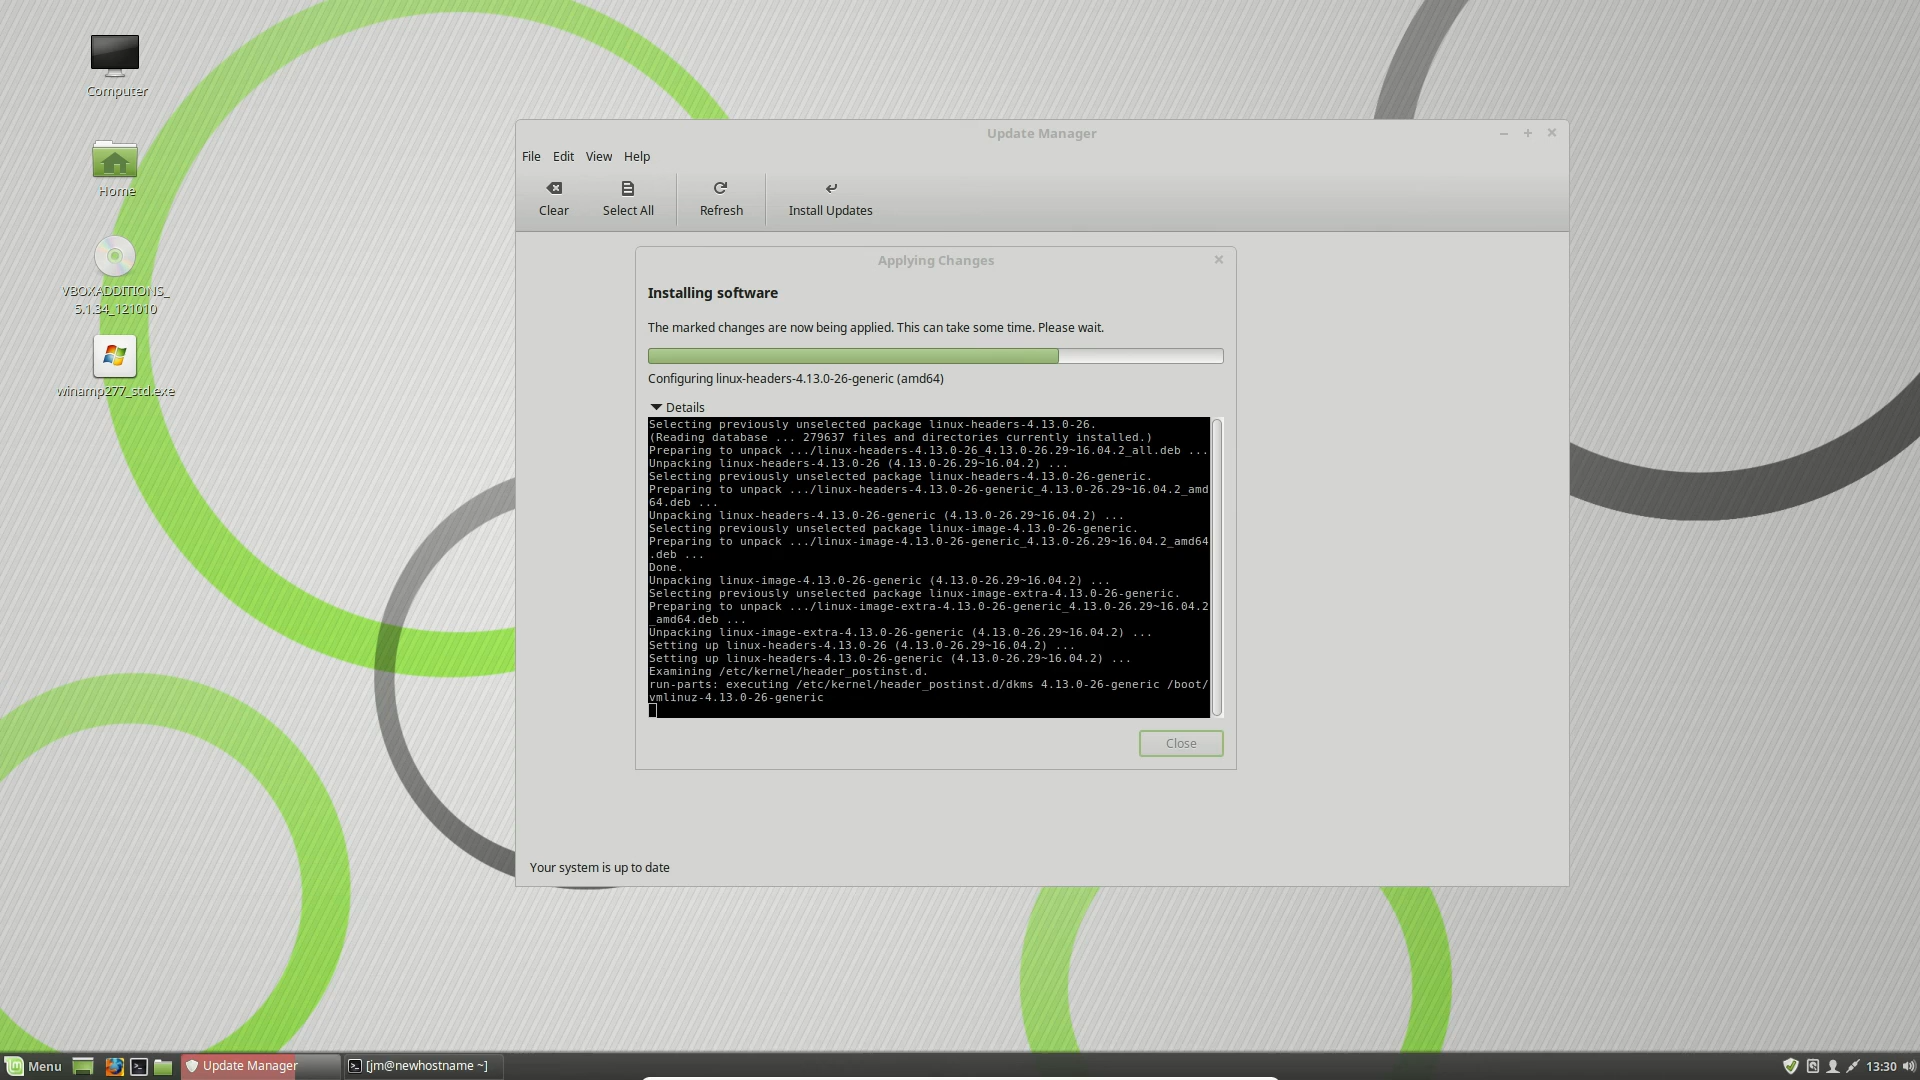 Computer
Home
VBOXADDITIONS_
5.1.34_121010
winamp277_std.exe
Update Manager
File Edit View Help
Clear Select All Refresh Install Updates
Applying Changes
Installing software
The marked changes are now being applied. This can take some time. Please wait.
Configuring linux-headers-4.13.0-26-generic (amd64)
Details
Selecting previously unselected package linux-headers-4.13.0-26.
(Reading database ... 279637 files and directories currently installed.)
Preparing to unpack .../linux-headers-4.13.0-26_4.13.0-26.29~16.04.2_all.deb ...
Unpacking linux-headers-4.13.0-26 (4.13.0-26.29~16.04.2) ...
Selecting previously unselected package linux-headers-4.13.0-26-generic.
Preparing to unpack .../linux-headers-4.13.0-26-generic_4.13.0-26.29~16.04.2_amd
64.deb ...
Unpacking linux-headers-4.13.0-26-generic (4.13.0-26.29~16.04.2) ...
Selecting previously unselected package linux-image-4.13.0-26-generic.
Preparing to unpack .../linux-image-4.13.0-26-generic_4.13.0-26.29~16.04.2_amd64
.deb ...
Done.
Unpacking linux-image-4.13.0-26-generic (4.13.0-26.29~16.04.2) ...
Selecting previously unselected package linux-image-extra-4.13.0-26-generic.
Preparing to unpack .../linux-image-extra-4.13.0-26-generic_4.13.0-26.29~16.04.2
_amd64.deb ...
Unpacking linux-image-extra-4.13.0-26-generic (4.13.0-26.29~16.04.2) ...
Setting up linux-headers-4.13.0-26 (4.13.0-26.29~16.04.2) ...
Setting up linux-headers-4.13.0-26-generic (4.13.0-26.29~16.04.2) ...
Examining /etc/kernel/header_postinst.d.
run-parts: executing /etc/kernel/header_postinst.d/dkms 4.13.0-26-generic /boot/
vmlinuz-4.13.0-26-generic
Close
Your system is up to date
Menu Update Manager [jm@newhostname ~] 13:30